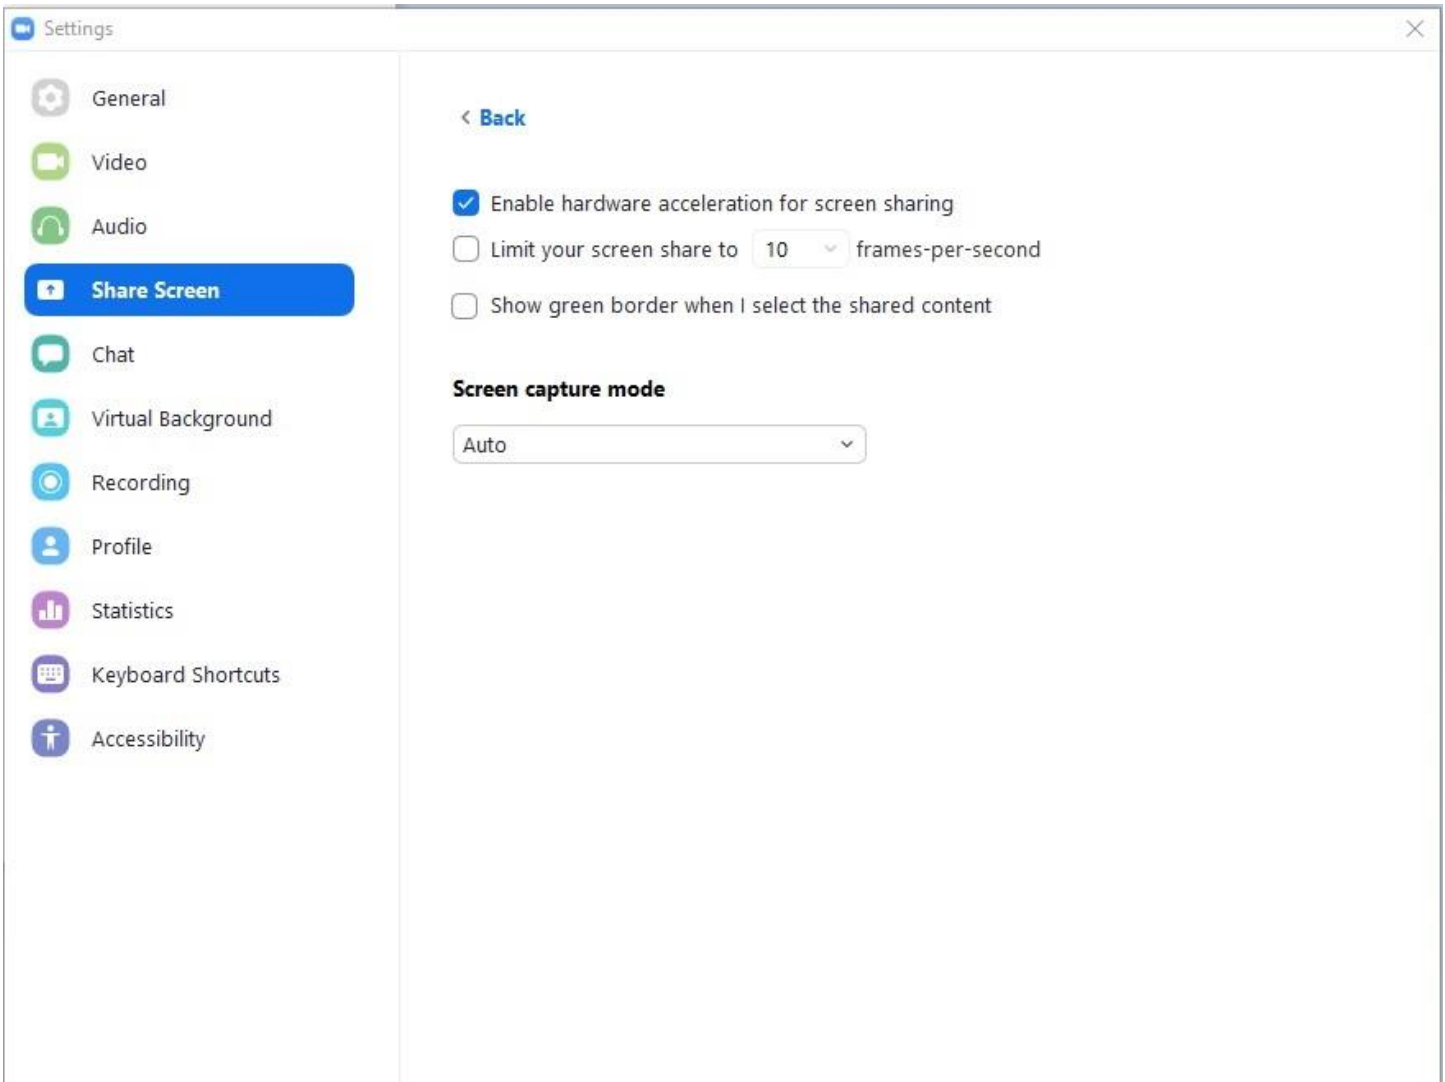 Settings
General
Video
Audio
Share Screen
Chat
Virtual Background
Recording
Profile
Statistics
Keyboard Shortcuts
Accessibility
Back
Enable hardware acceleration for screen sharing
Limit your screen share to 10 frames-per-second
Show green border when I select the shared content
Screen capture mode
Auto